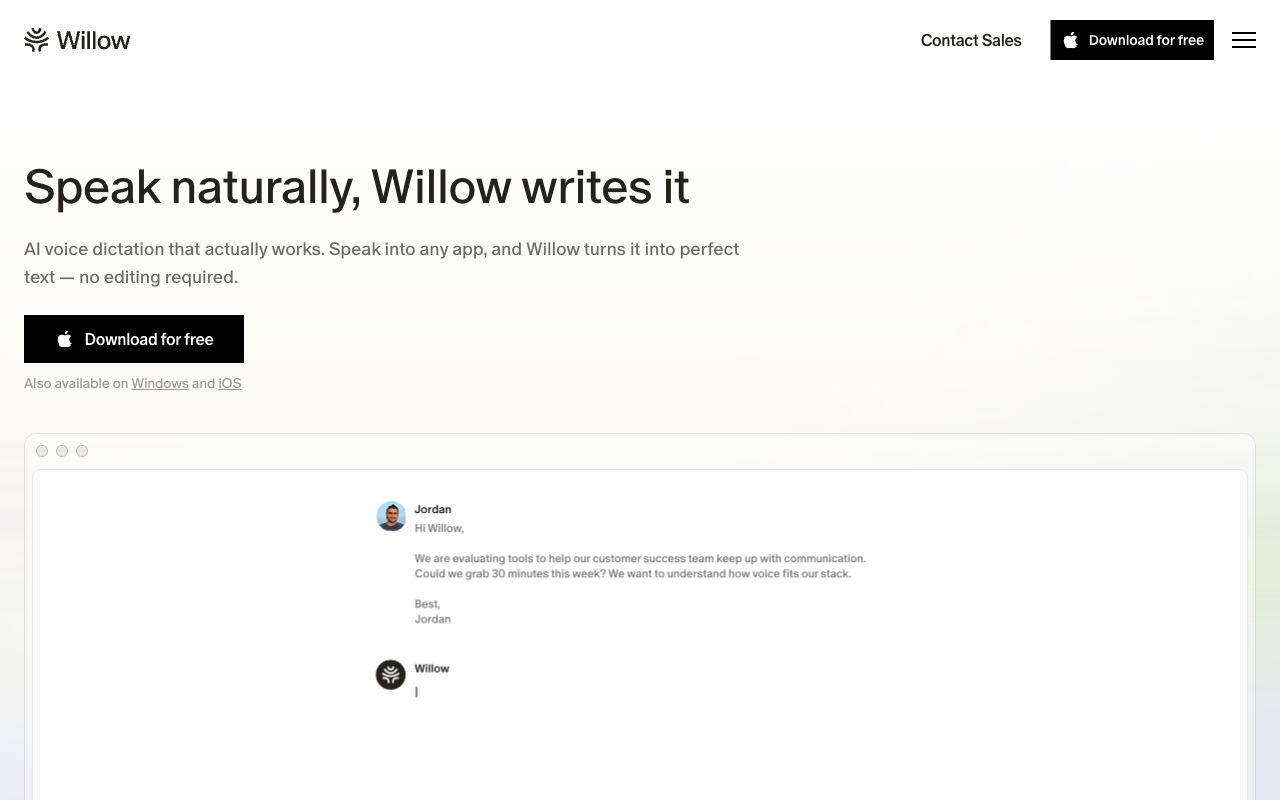 Willow
Contact Sales
Download for free
Speak naturally, Willow writes it
AI voice dictation that actually works. Speak into any app, and Willow turns it into perfect
text — no editing required.
Download for free
Also available on Windows and iOS
Jordan
Hi Willow,
We are evaluating tools to help our customer success team keep up with communication.
Could we grab 30 minutes this week? We want to understand how voice fits our stack.
Best,
Jordan
Willow